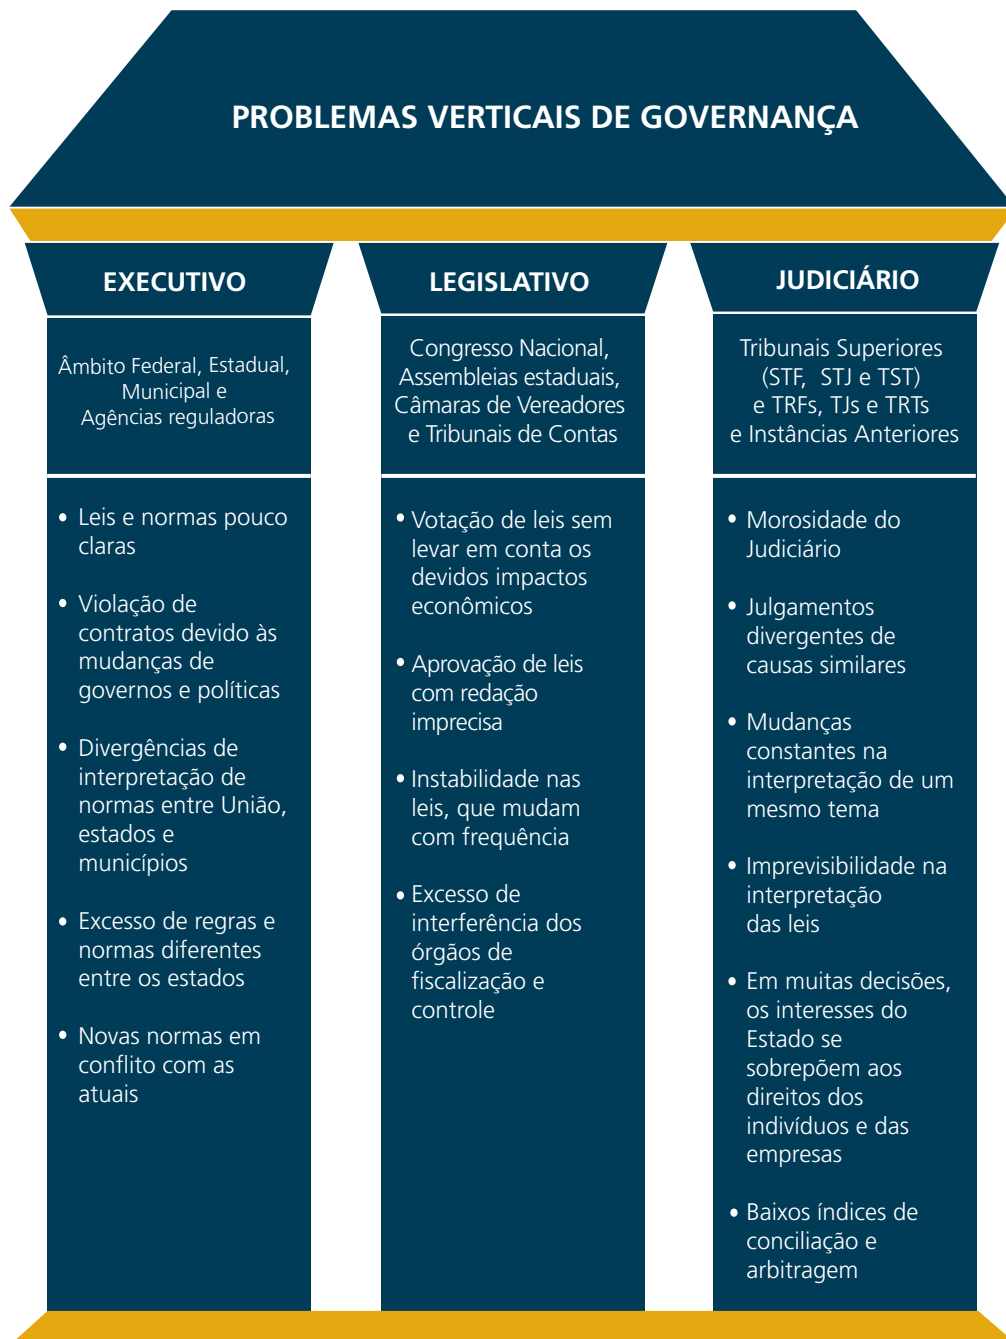 PROBLEMAS VERTICAIS DE GOVERNANÇA
EXECUTIVO
Âmbito Federal, Estadual,
Municipal e
Agências reguladoras
• Leis e normas pouco
claras
• Violação de
contratos devido às
mudanças de
governos e políticas
• Divergências de
interpretação de
normas entre União,
estados e
municípios
• Excesso de regras e
normas diferentes
entre os estados
• Novas normas em
conflito com as
atuais
LEGISLATIVO
Congresso Nacional,
Assembleias estaduais,
Câmaras de Vereadores
e Tribunais de Contas
• Votação de leis sem
levar em conta os
devidos impactos
econômicos
• Aprovação de leis
com redação
imprecisa
• Instabilidade nas
leis, que mudam
com frequência
• Excesso de
interferência dos
órgãos de
fiscalização e
controle
JUDICIÁRIO
Tribunais Superiores
(STF, STJ e TST)
e TRFs, TJs e TRTs
e Instâncias Anteriores
• Morosidade do
Judiciário
• Julgamentos
divergentes de
causas similares
• Mudanças
constantes na
interpretação de um
mesmo tema
• Imprevisibilidade na
interpretação
das leis
• Em muitas decisões,
os interesses do
Estado se
sobrepõem aos
direitos dos
indivíduos e das
empresas
• Baixos índices de
conciliação e
arbitragem